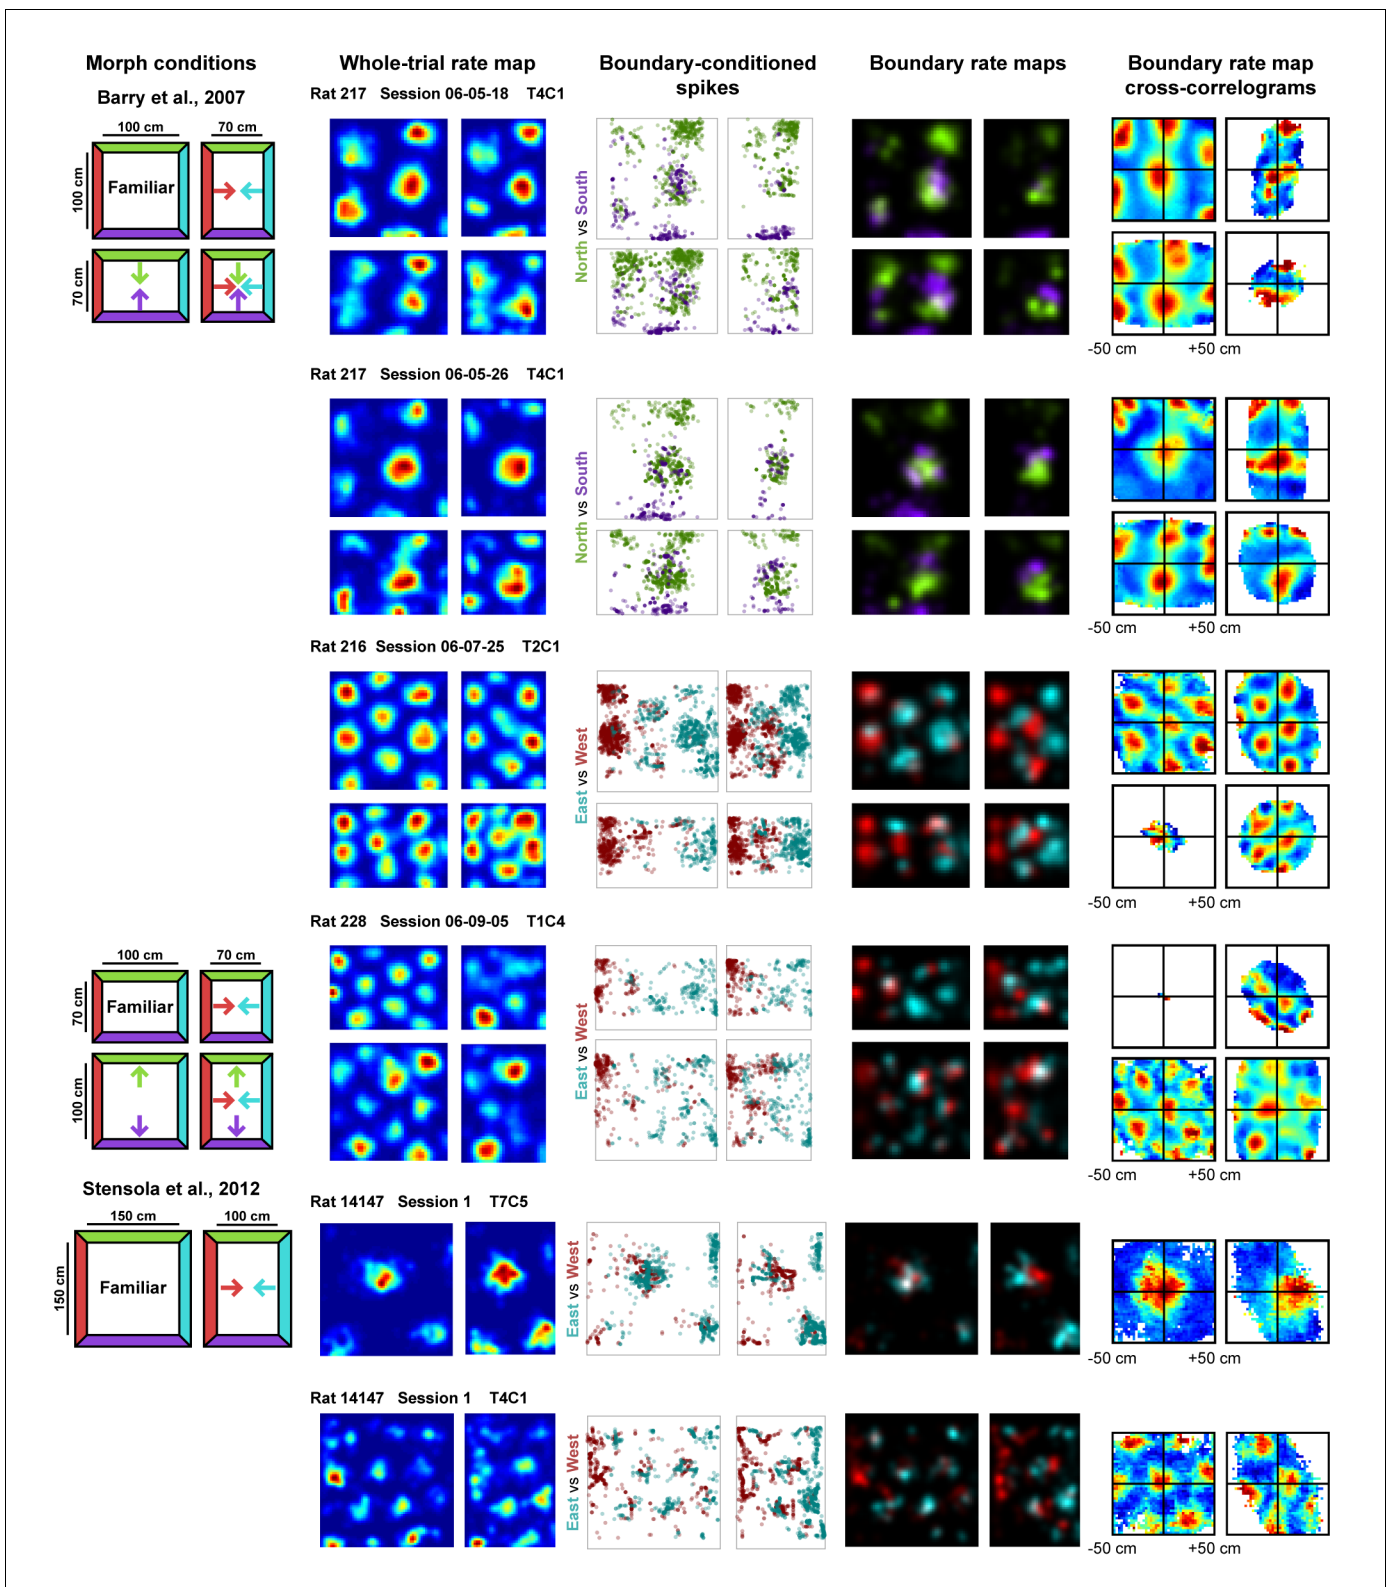 Morph conditions
Whole-trial rate map
Boundary-conditioned
spikes
Boundary rate maps
Boundary rate map
cross-correlograms
Barry et al., 2007
Rat 217 Session 06-05-18 T4C1
100 cm
70 cm
100 cm
Familiar
70 cm
North vs South
-50 cm
+50 cm
Rat 217 Session 06-05-26 T4C1
North vs South
-50 cm
+50 cm
Rat 216 Session 06-07-25 T2C1
East vs West
-50 cm
+50 cm
Rat 228 Session 06-09-05 T1C4
100 cm
70 cm
70 cm
Familiar
100 cm
East vs West
-50 cm
+50 cm
Stensola et al., 2012
Rat 14147 Session 1 T7C5
150 cm
100 cm
150 cm
Familiar
East vs West
-50 cm
+50 cm
Rat 14147 Session 1 T4C1
East vs West
-50 cm
+50 cm